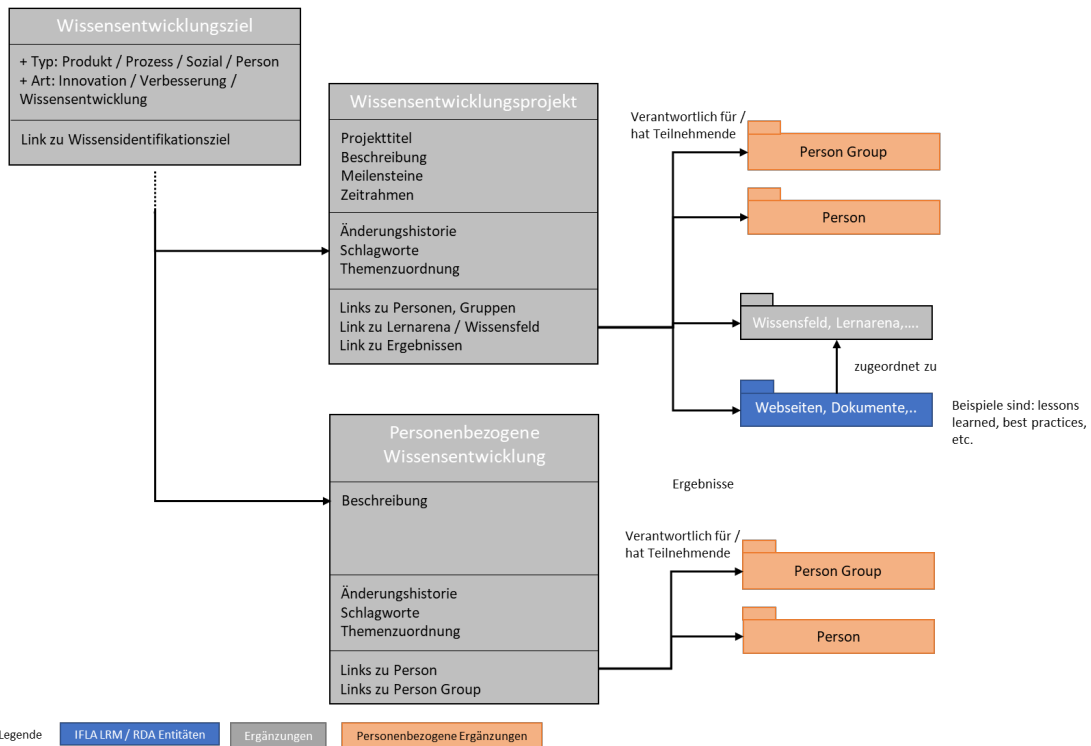 Wissensentwicklungsziel
+ Typ: Produkt / Prozess / Sozial / Person
+ Art: Innovation / Verbesserung /
Wissensentwicklung
Link zu Wissensidentifikationsziel
Wissensentwicklungsprojekt
Projekttitel
Beschreibung
Meilensteine
Zeitrahmen
Änderungshistorie
Schlagworte
Themenzuordnung
Links zu Personen, Gruppen
Link zu Lernarena / Wissensfeld
Link zu Ergebnissen
Verantwortlich für /
hat Teilnehmende
Person Group
Person
Wissensfeld, Lernarena,....
zugeordnet zu
Webseiten, Dokumente,..
Beispiele sind: lessons
learned, best practices,
etc.
Personenbezogene
Wissensentwicklung
Beschreibung
Änderungshistorie
Schlagworte
Themenzuordnung
Links zu Person
Links zu Person Group
Ergebnisse
Verantwortlich für /
hat Teilnehmende
Person Group
Person
Legende
IFLA LRM / RDA Entitäten
Ergänzungen
Personenbezogene Ergänzungen